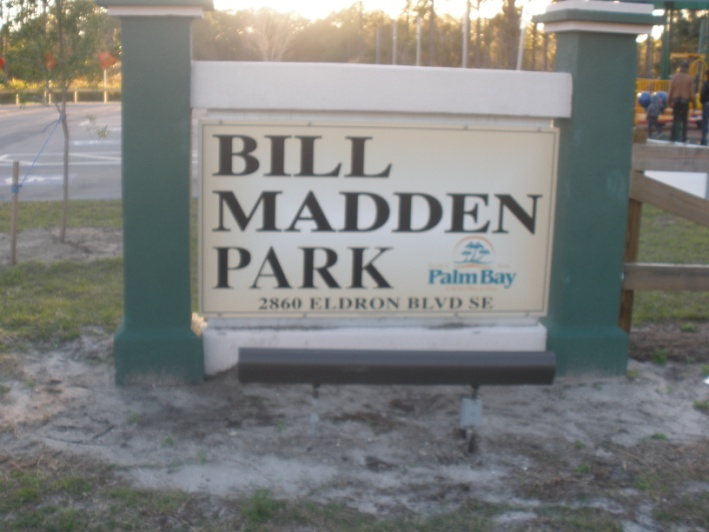 BILL
MADDEN
PARK
Palm Bay
2860 ELDRON BLVD SE